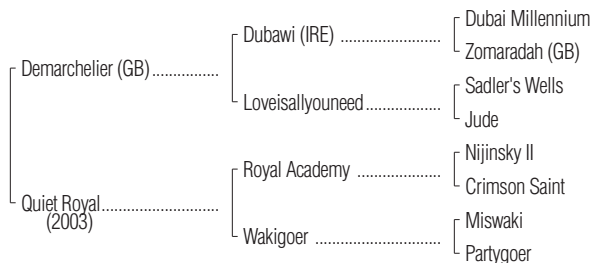 Dubai Millennium
Dubawi (IRE) ...................
Zomaradah (GB)
Demarchelier (GB) ...............
Sadler's Wells
Loveisallyouneed ...................
Jude
Nijinsky II
Royal Academy ...................
Crimson Saint
Quiet Royal ...........................
(2003)
Miswaki
Wakigoer .............................
Partygoer